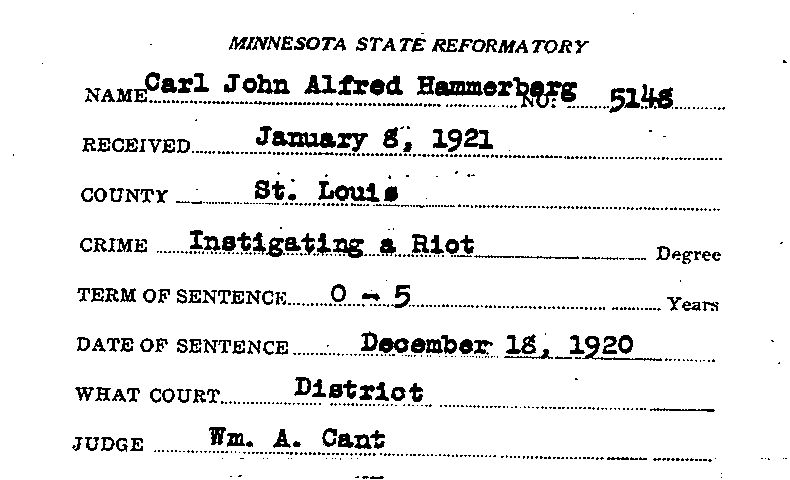 MINNESOTA STATE REFORMATORY
NAME Carl John Alfred Hammerberg NO. 5148
RECEIVED January 8, 1921
COUNTY St. Louis
CRIME Instigating a Riot Degree
TERM OF SENTENCE 0 - 5 Years
DATE OF SENTENCE December 18, 1920
WHAT COURT District
JUDGE Wm. A. Cant